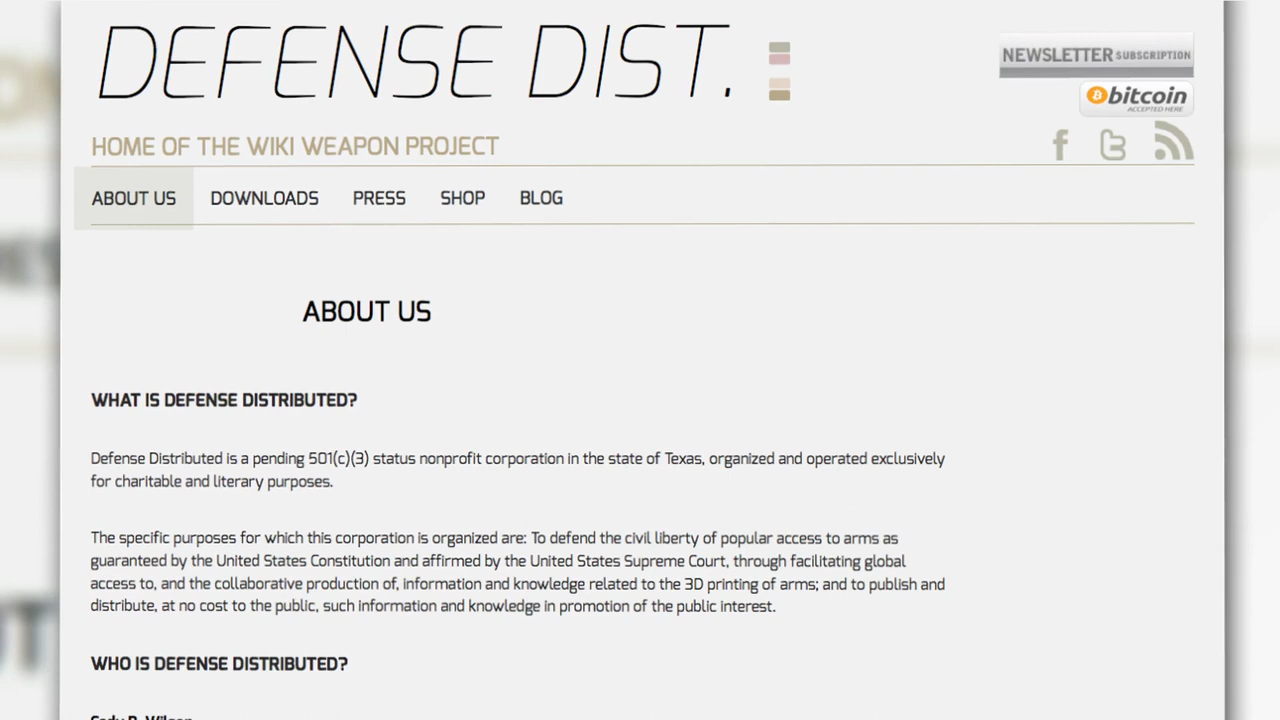 DEFENSE DIST.
NEWSLETTER SUBSCRIPTION
bitcoin
ACCEPTED HERE
HOME OF THE WIKI WEAPON PROJECT
ABOUT US DOWNLOADS PRESS SHOP BLOG
ABOUT US
WHAT IS DEFENSE DISTRIBUTED?
Defense Distributed is a pending 501(c)(3) status nonprofit corporation in the state of Texas, organized and operated exclusively
for charitable and literary purposes.
The specific purposes for which this corporation is organized are: To defend the civil liberty of popular access to arms as
guaranteed by the United States Constitution and affirmed by the United States Supreme Court, through facilitating global
access to, and the collaborative production of, information and knowledge related to the 3D printing of arms; and to publish and
distribute, at no cost to the public, such information and knowledge in promotion of the public interest.
WHO IS DEFENSE DISTRIBUTED?